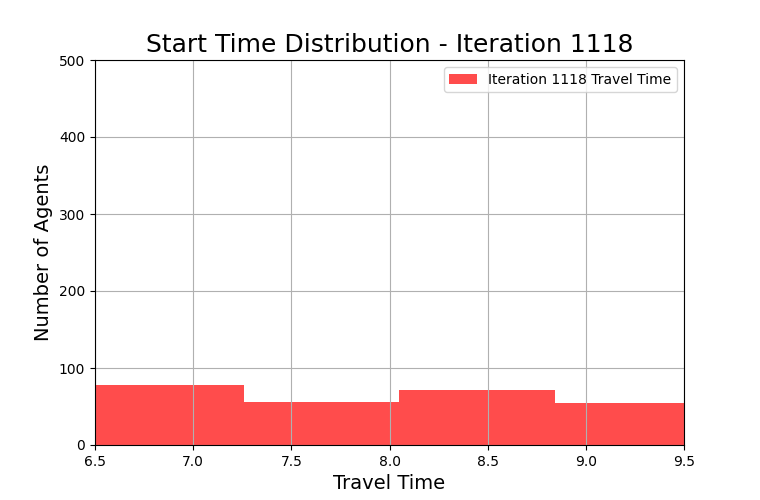 Start Time Distribution - Iteration 1118
500
Iteration 1118 Travel Time
400
300
200
100
0
Number of Agents
6.5 7.0 7.5 8.0 8.5 9.0 9.5
Travel Time